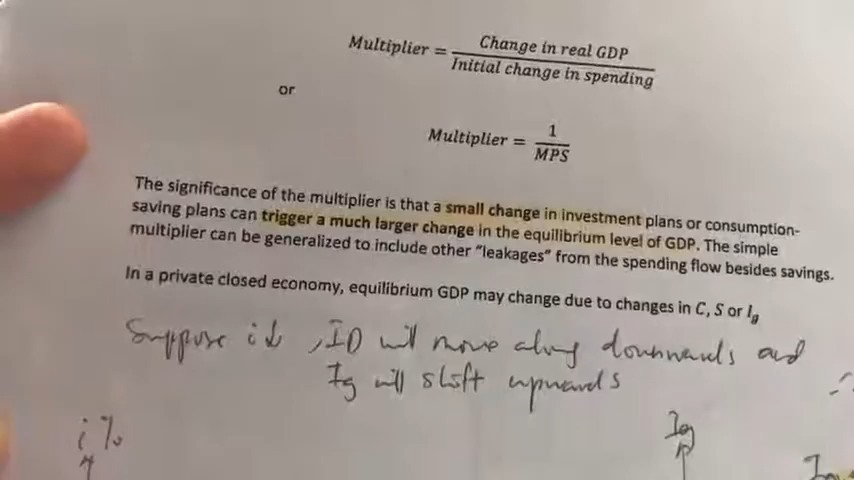 Multiplier = Change in real GDP / Initial change in spending
or
Multiplier = 1 / MPS
The significance of the multiplier is that a small change in investment plans or consumption-
saving plans can trigger a much larger change in the equilibrium level of GDP. The simple
multiplier can be generalized to include other “leakages” from the spending flow besides savings.
In a private closed economy, equilibrium GDP may change due to changes in C, S or Ig
Suppose i↓, ID will move along downwards and
Ig will shift upwards
i%
Ig